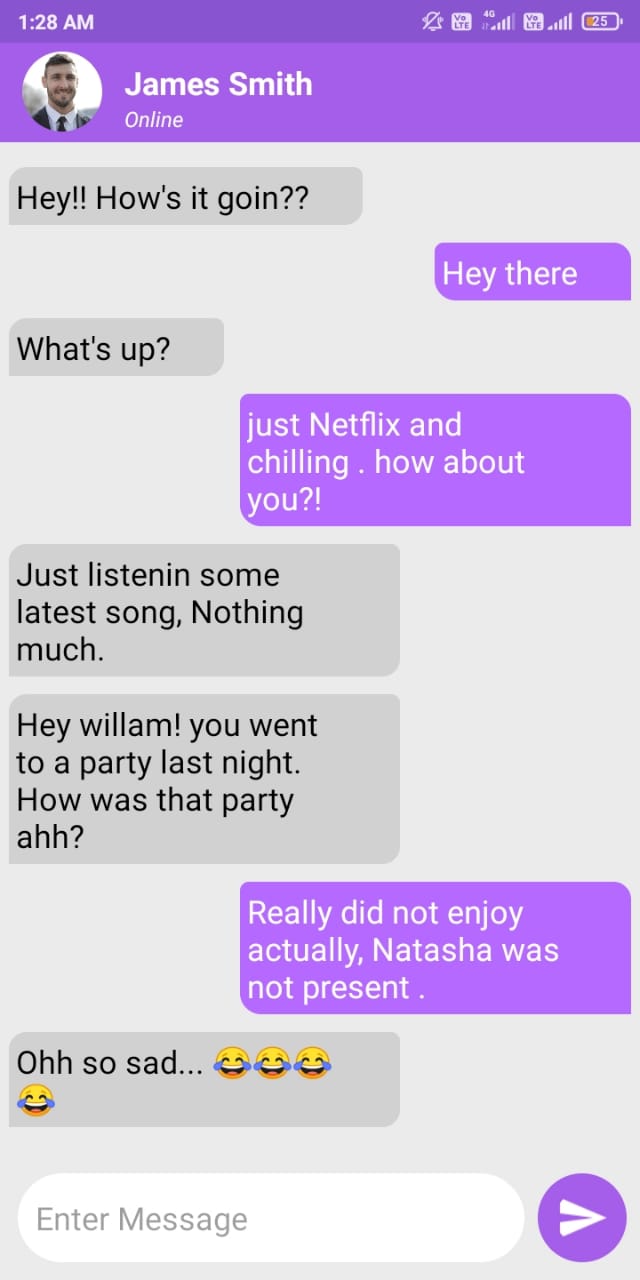 1:28 AM
Vo LTE 4G Vo LTE 25
James Smith
Online
Hey!! How's it goin??
Hey there
What's up?
just Netflix and
chilling . how about
you?!
Just listenin some
latest song, Nothing
much.
Hey willam! you went
to a party last night.
How was that party
ahh?
Really did not enjoy
actually, Natasha was
not present .
Ohh so sad... 😂😂😂
😂
Enter Message